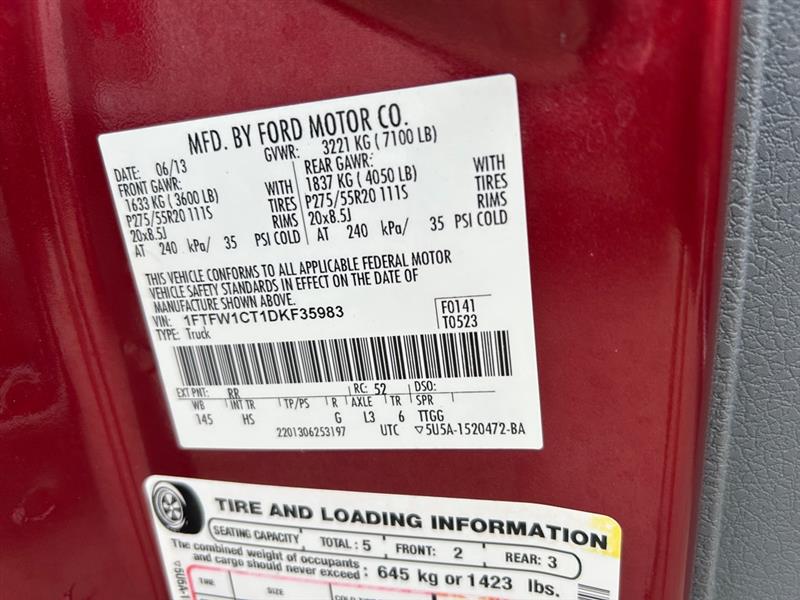 MFD. BY FORD MOTOR CO.
DATE: 06/13 GVWR: 3221 KG ( 7100 LB)
FRONT GAWR: REAR GAWR: WITH
1633 KG ( 3600 LB) WITH 1837 KG ( 4050 LB) TIRES
P275/55R20 111S TIRES P275/55R20 111S RIMS
20x8.5J RIMS 20x8.5J
AT 240 kPa/ 35 PSI COLD AT 240 kPa/ 35 PSI COLD
THIS VEHICLE CONFORMS TO ALL APPLICABLE FEDERAL MOTOR
VEHICLE SAFETY STANDARDS IN EFFECT ON THE DATE OF
MANUFACTURE SHOWN ABOVE.
VIN: 1FTFW1CT1DKF35983 F0141
TYPE: Truck T0523
EXT PNT: RR RC: 52 DSO:
WB INT TR TP/PS R AXLE TR SPR
145 HS G L3 6 TTGG
2201306253197 UTC ▽5U5A-1520472-BA
TIRE AND LOADING INFORMATION
SEATING CAPACITY TOTAL : 5 FRONT: 2 REAR: 3
The combined weight of occupants
and cargo should never exceed : 645 kg or 1423 lbs.
TIRE